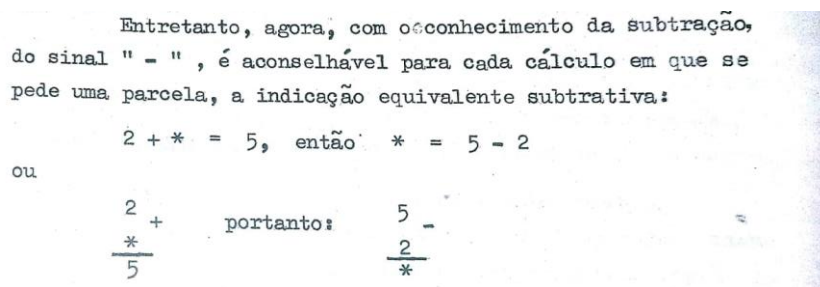 Entretanto, agora, com o conhecimento da subtração,
do sinal " - " , é aconselhável para cada cálculo em que se
pede uma parcela, a indicação equivalente subtrativa:
2 + * = 5, então * = 5 - 2
ou
2 + portanto: 5 -
* 2
5 *